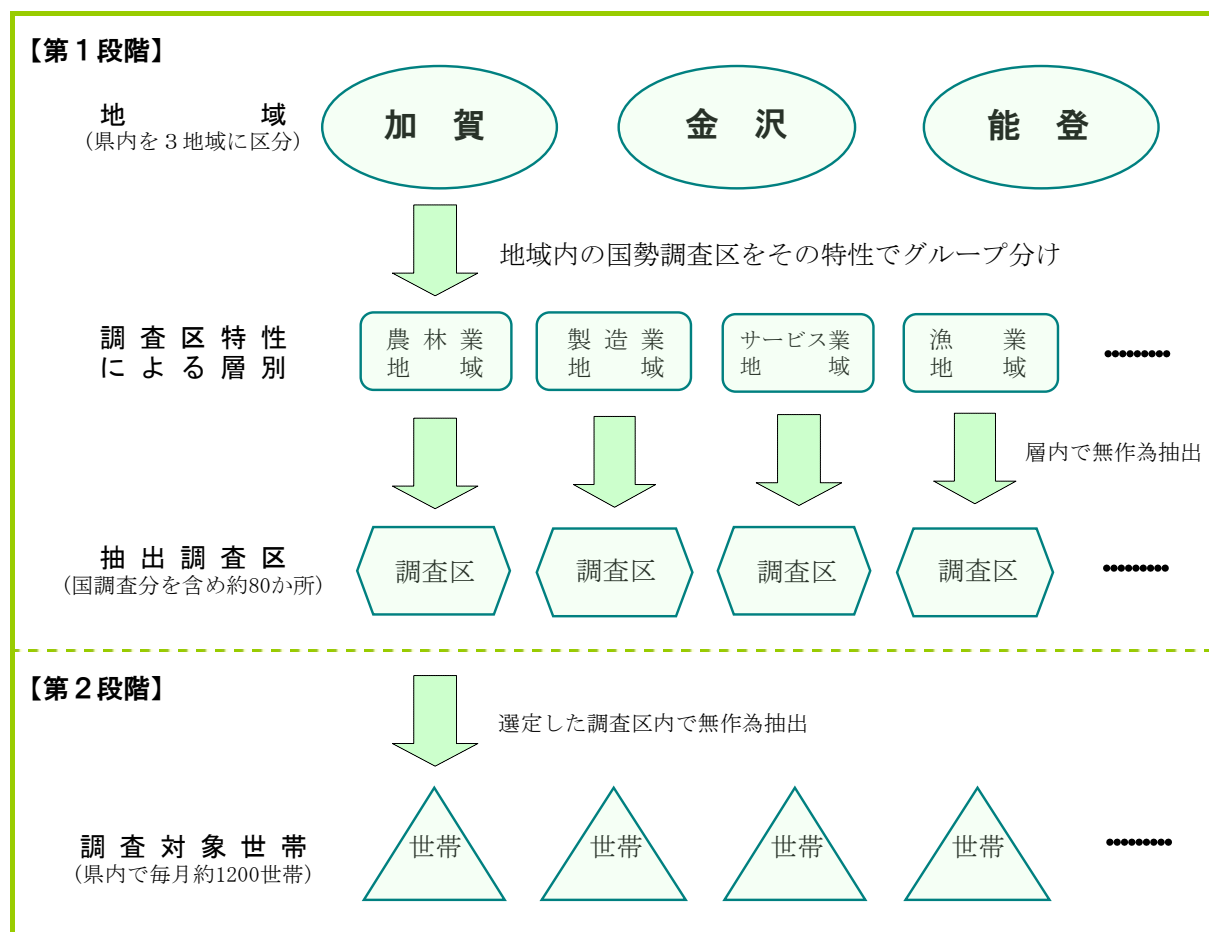 【第１段階】
地域
(県内を３地域に区分)
加賀
金沢
能登
地域内の国勢調査区をその特性でグループ分け
調査区特性
による層別
農林業
地域
製造業
地域
サービス業
地域
漁業
地域
………
層内で無作為抽出
抽出調査区
(国調査分を含め約80か所)
調査区
調査区
調査区
調査区
………
【第２段階】
選定した調査区内で無作為抽出
調査対象世帯
(県内で毎月約1200世帯)
世帯
世帯
世帯
世帯
………